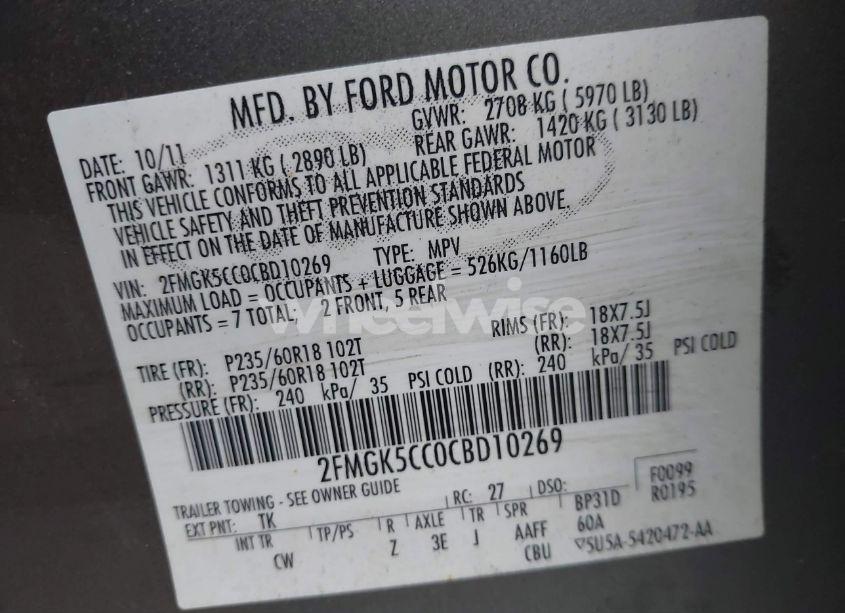 MFD. BY FORD MOTOR CO.
DATE: 10/11 GVWR: 2708 KG ( 5970 LB)
FRONT GAWR: 1311 KG ( 2890 LB) REAR GAWR: 1420 KG ( 3130 LB)
THIS VEHICLE CONFORMS TO ALL APPLICABLE FEDERAL MOTOR
VEHICLE SAFETY AND THEFT PREVENTION STANDARDS
IN EFFECT ON THE DATE OF MANUFACTURE SHOWN ABOVE.
VIN: 2FMGK5CC0CBD10269 TYPE: MPV
MAXIMUM LOAD = OCCUPANTS + LUGGAGE = 526KG/1160LB
OCCUPANTS = 7 TOTAL; 2 FRONT, 5 REAR
wheelwise
TIRE (FR): P235/60R18 102T RIMS (FR): 18X7.5J
(RR): P235/60R18 102T (RR): 18X7.5J
PRESSURE (FR): 240 kPa/ 35 PSI COLD (RR): 240 kPa/ 35 PSI COLD
2FMGK5CC0CBD10269
TRAILER TOWING - SEE OWNER GUIDE RC: 27 DSO: F0099
EXT PNT: TK BP31D R0195
INT TR TP/PS R AXLE TR SPR 60A
CW Z 3E J AAFF
CBU 5U5A-5420472-AA